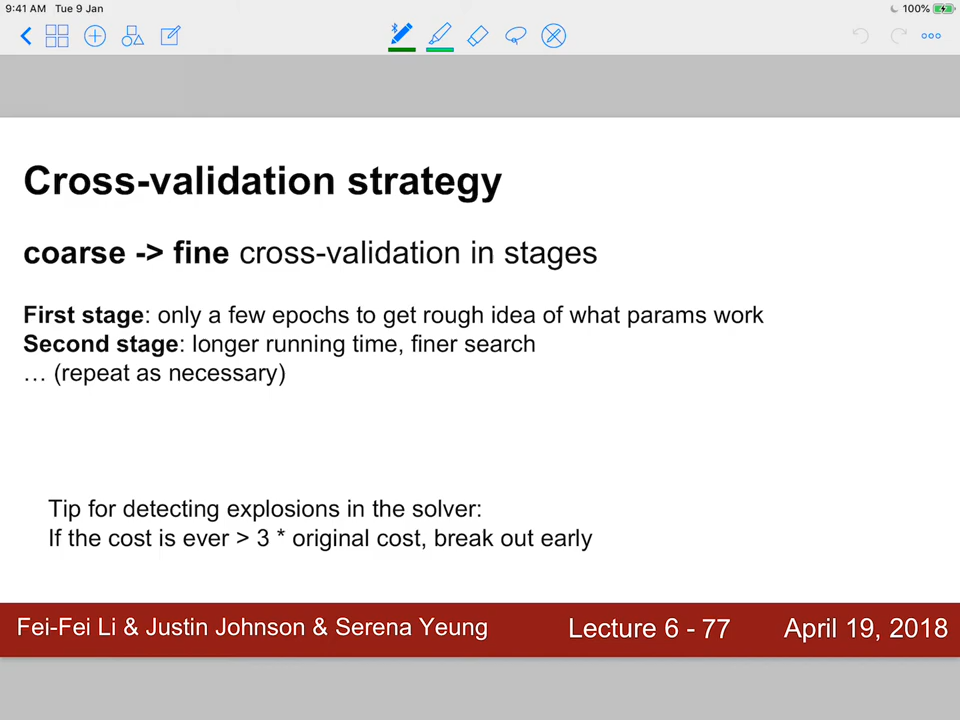 9:41 AM Tue 9 Jan
100%
Cross-validation strategy
coarse -> fine cross-validation in stages
First stage: only a few epochs to get rough idea of what params work
Second stage: longer running time, finer search
… (repeat as necessary)
Tip for detecting explosions in the solver:
If the cost is ever > 3 * original cost, break out early
Fei-Fei Li & Justin Johnson & Serena Yeung
Lecture 6 - 77
April 19, 2018